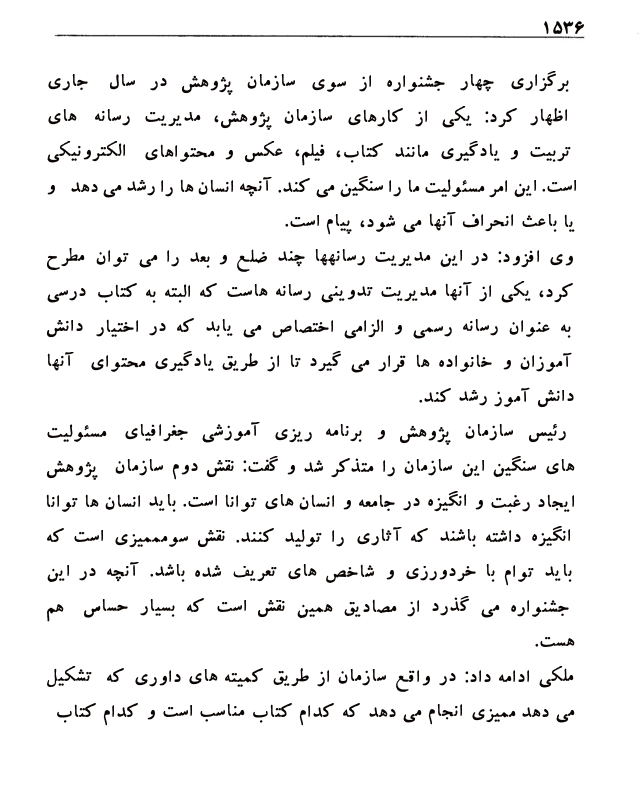 ۱۵۳۶
برگزاری چهار جشنواره از سوی سازمان پژوهش در سال جاری
اظهار کرد: یکی از کارهای سازمان پژوهش، مدیریت رسانه های
تربیت و یادگیری مانند کتاب، فیلم، عکس و محتواهای الکترونیکی
است. این امر مسئولیت ما را سنگین می کند. آنچه انسان ها را رشد می دهد و
یا باعث انحراف آنها می شود، پیام است.
وی افزود: در این مدیریت رسانهها چند ضلع و بعد را می توان مطرح
کرد، یکی از آنها مدیریت تدوینی رسانه هاست که البته به کتاب درسی
به عنوان رسانه رسمی و الزامی اختصاص می یابد که در اختیار دانش
آموزان و خانواده ها قرار می گیرد تا از طریق یادگیری محتوای آنها
دانش آموز رشد کند.
رئیس سازمان پژوهش و برنامه ریزی آموزشی جغرافیای مسئولیت
های سنگین این سازمان را متذکر شد و گفت: نقش دوم سازمان پژوهش
ایجاد رغبت و انگیزه در جامعه و انسان های توانا است. باید انسان ها توانا
انگیزه داشته باشند که آثاری را تولید کنند. نقش سومممیزی است که
باید توام با خردورزی و شاخص های تعریف شده باشد. آنچه در این
جشنواره می گذرد از مصادیق همین نقش است که بسیار حساس هم
هست.
ملکی ادامه داد: در واقع سازمان از طریق کمیته های داوری که تشکیل
می دهد ممیزی انجام می دهد که کدام کتاب مناسب است و کدام کتاب